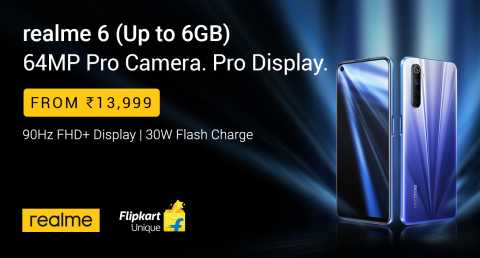 realme 6 (Up to 6GB)
64MP Pro Camera. Pro Display.
FROM ₹13,999
90Hz FHD+ Display | 30W Flash Charge
realme
Flipkart
Unique